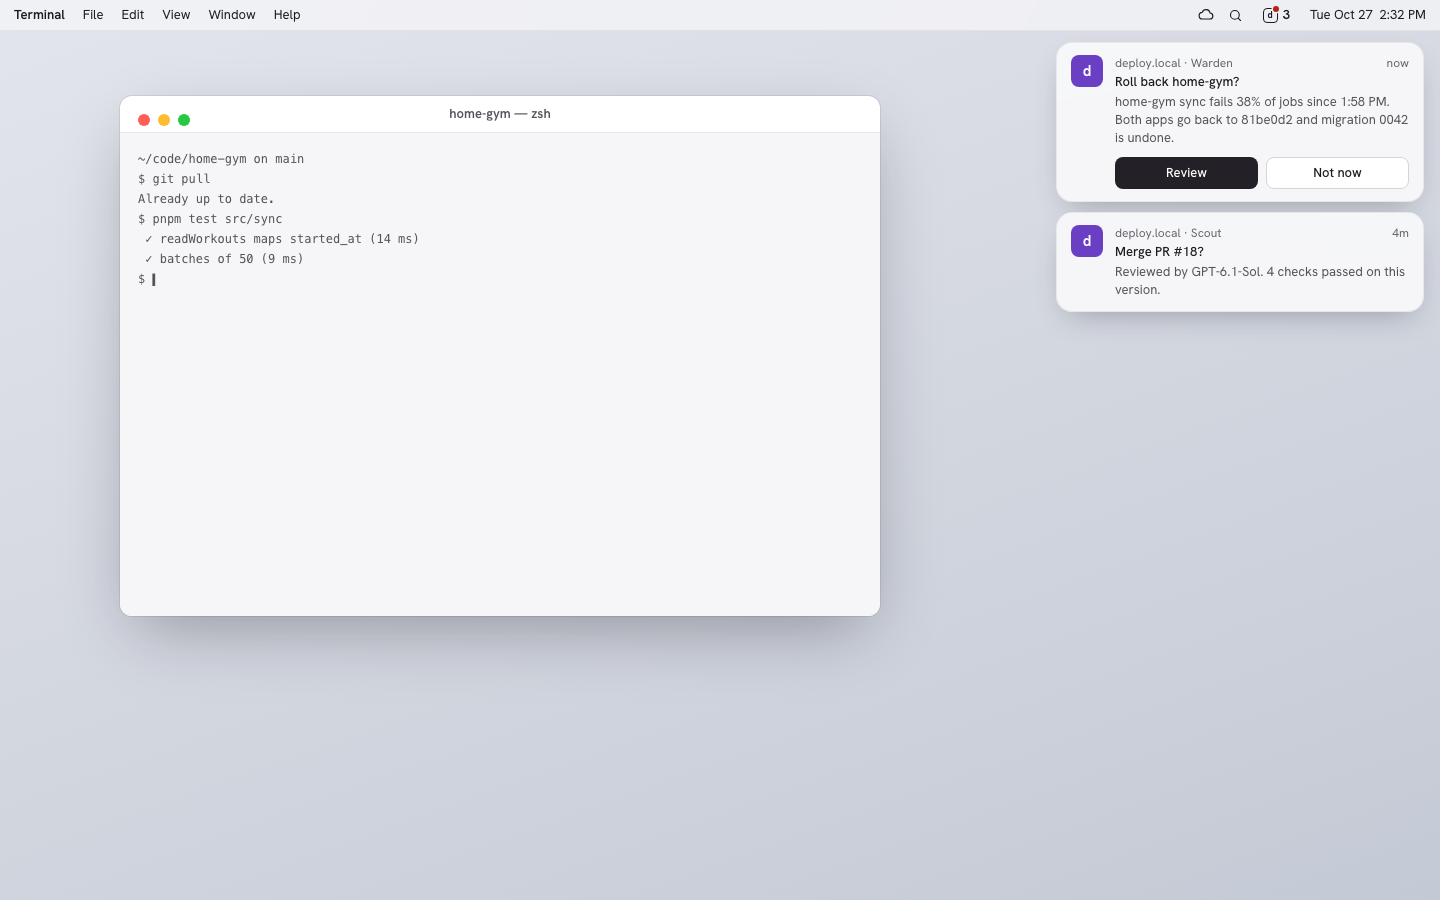 Terminal File Edit View Window Help
d 3 Tue Oct 27 2:32 PM
home-gym — zsh
~/code/home-gym on main
$ git pull
Already up to date.
$ pnpm test src/sync
✓ readWorkouts maps started_at (14 ms)
✓ batches of 50 (9 ms)
$
d
deploy.local · Warden now
Roll back home-gym?
home-gym sync fails 38% of jobs since 1:58 PM.
Both apps go back to 81be0d2 and migration 0042
is undone.
Review Not now
d
deploy.local · Scout 4m
Merge PR #18?
Reviewed by GPT-6.1-Sol. 4 checks passed on this
version.